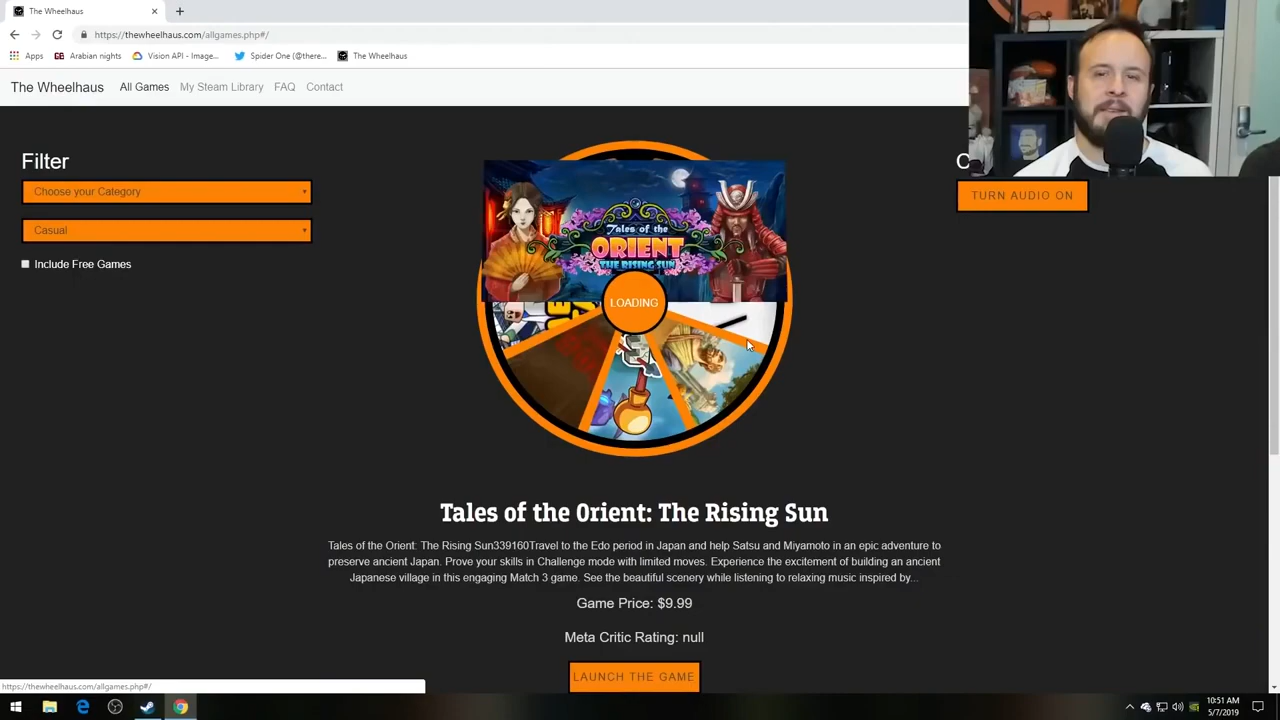 The Wheelhaus
https://thewheelhaus.com/allgames.php#/
Apps
Arabian nights
Vision API - Image...
Spider One (@there...
The Wheelhaus
The Wheelhaus
All Games
My Steam Library
FAQ
Contact
Filter
Choose your Category
Casual
Include Free Games
C
TURN AUDIO ON
Tales of the
ORIENT
THE RISING SUN
LOADING
Tales of the Orient: The Rising Sun
Tales of the Orient: The Rising Sun339160Travel to the Edo period in Japan and help Satsu and Miyamoto in an epic adventure to
preserve ancient Japan. Prove your skills in Challenge mode with limited moves. Experience the excitement of building an ancient
Japanese village in this engaging Match 3 game. See the beautiful scenery while listening to relaxing music inspired by...
Game Price: $9.99
Meta Critic Rating: null
LAUNCH THE GAME
https://thewheelhaus.com/allgames.php#/
10:51 AM
5/7/2019